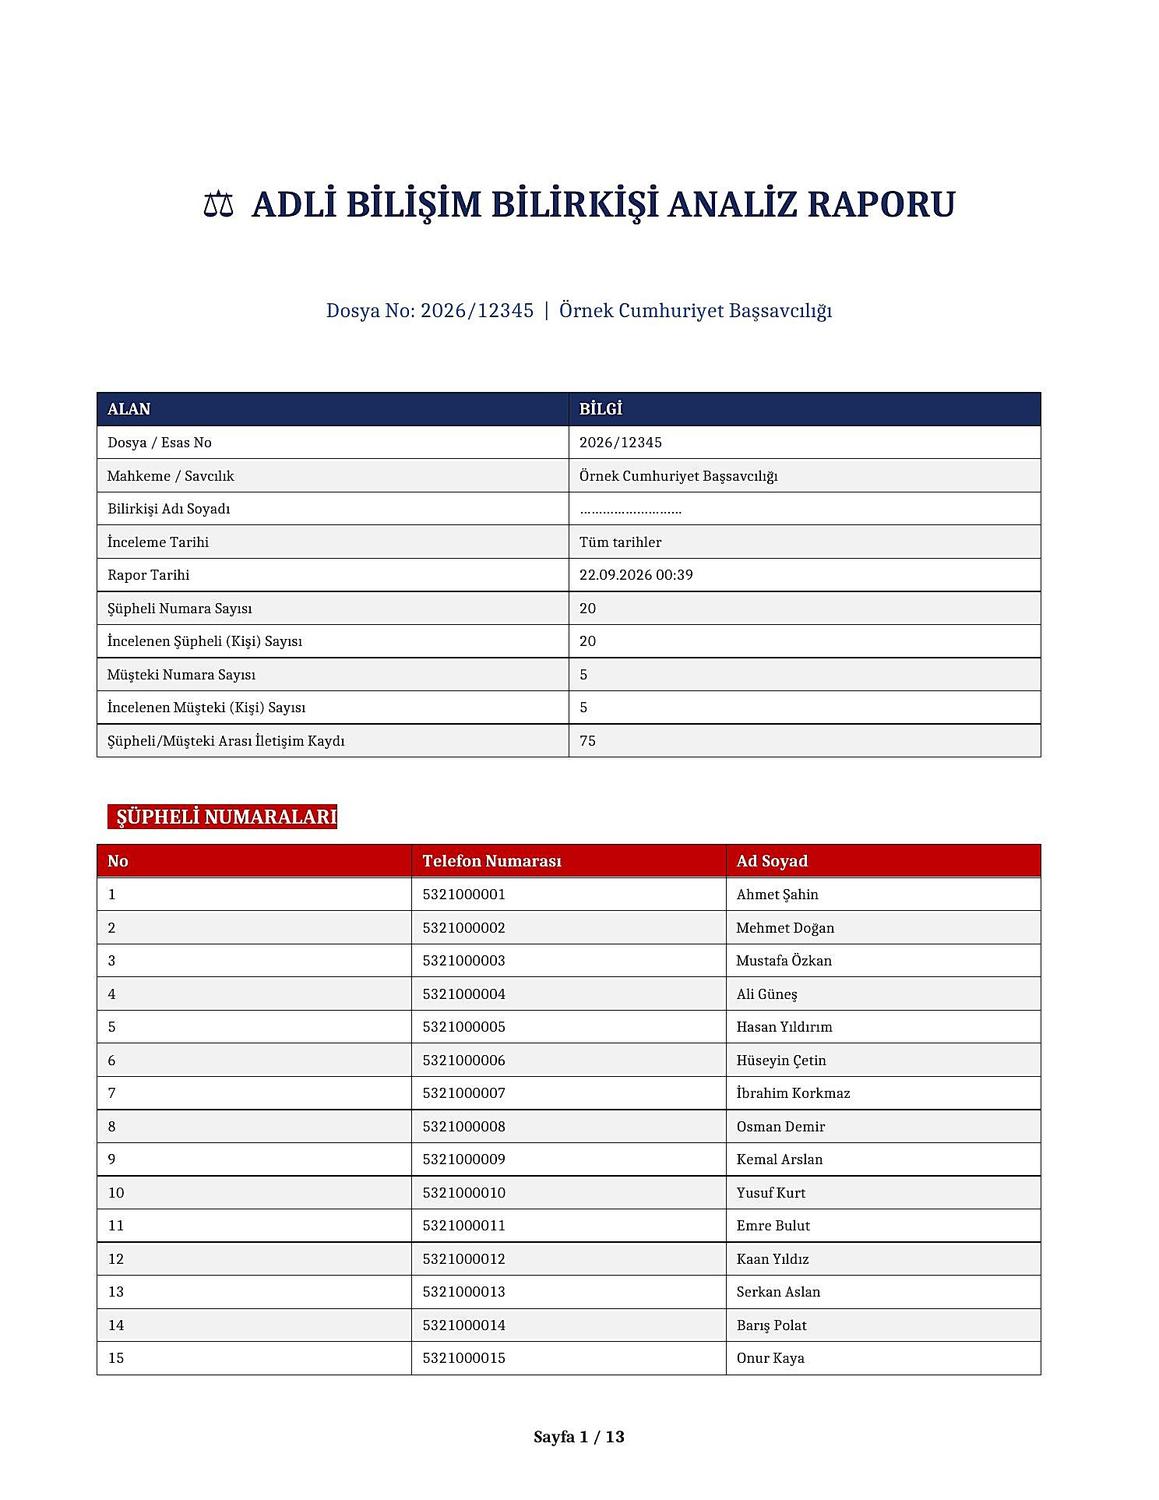 ⚖ ADLİ BİLİŞİM BİLİRKİŞİ ANALİZ RAPORU
Dosya No: 2026/12345 | Örnek Cumhuriyet Başsavcılığı
ALAN BİLGİ
Dosya / Esas No 2026/12345
Mahkeme / Savcılık Örnek Cumhuriyet Başsavcılığı
Bilirkişi Adı Soyadı ..........................
İnceleme Tarihi Tüm tarihler
Rapor Tarihi 22.09.2026 00:39
Şüpheli Numara Sayısı 20
İncelenen Şüpheli (Kişi) Sayısı 20
Müşteki Numara Sayısı 5
İncelenen Müşteki (Kişi) Sayısı 5
Şüpheli/Müşteki Arası İletişim Kaydı 75
ŞÜPHELİ NUMARALARI
No Telefon Numarası Ad Soyad
1 5321000001 Ahmet Şahin
2 5321000002 Mehmet Doğan
3 5321000003 Mustafa Özkan
4 5321000004 Ali Güneş
5 5321000005 Hasan Yıldırım
6 5321000006 Hüseyin Çetin
7 5321000007 İbrahim Korkmaz
8 5321000008 Osman Demir
9 5321000009 Kemal Arslan
10 5321000010 Yusuf Kurt
11 5321000011 Emre Bulut
12 5321000012 Kaan Yıldız
13 5321000013 Serkan Aslan
14 5321000014 Barış Polat
15 5321000015 Onur Kaya
Sayfa 1 / 13